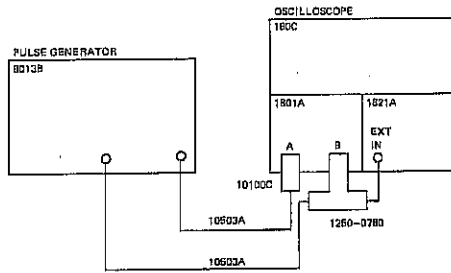 OSCILLOSCOPE
180C
PULSE GENERATOR
8013B
1801A
1821A
EXT
IN
A
B
10100C
10503A
1250-0780
10503A